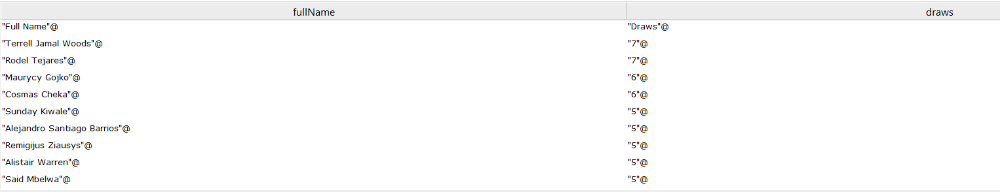 fullName draws
"Full Name"@ "Draws"@
"Terrell Jamal Woods"@ "7"@
"Rodel Tejares"@ "7"@
"Maurycy Gojko"@ "6"@
"Cosmas Cheka"@ "6"@
"Sunday Kiwale"@ "5"@
"Alejandro Santiago Barrios"@ "5"@
"Remigijus Ziausys"@ "5"@
"Alistair Warren"@ "5"@
"Said Mbelwa"@ "5"@